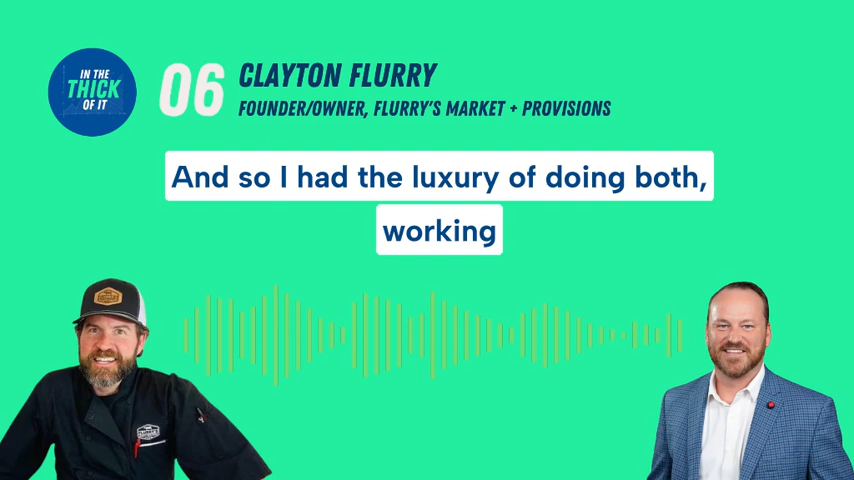 IN THE
THICK
OF IT
06
CLAYTON FLURRY
FOUNDER/OWNER, FLURRY'S MARKET + PROVISIONS
And so I had the luxury of doing both,
working